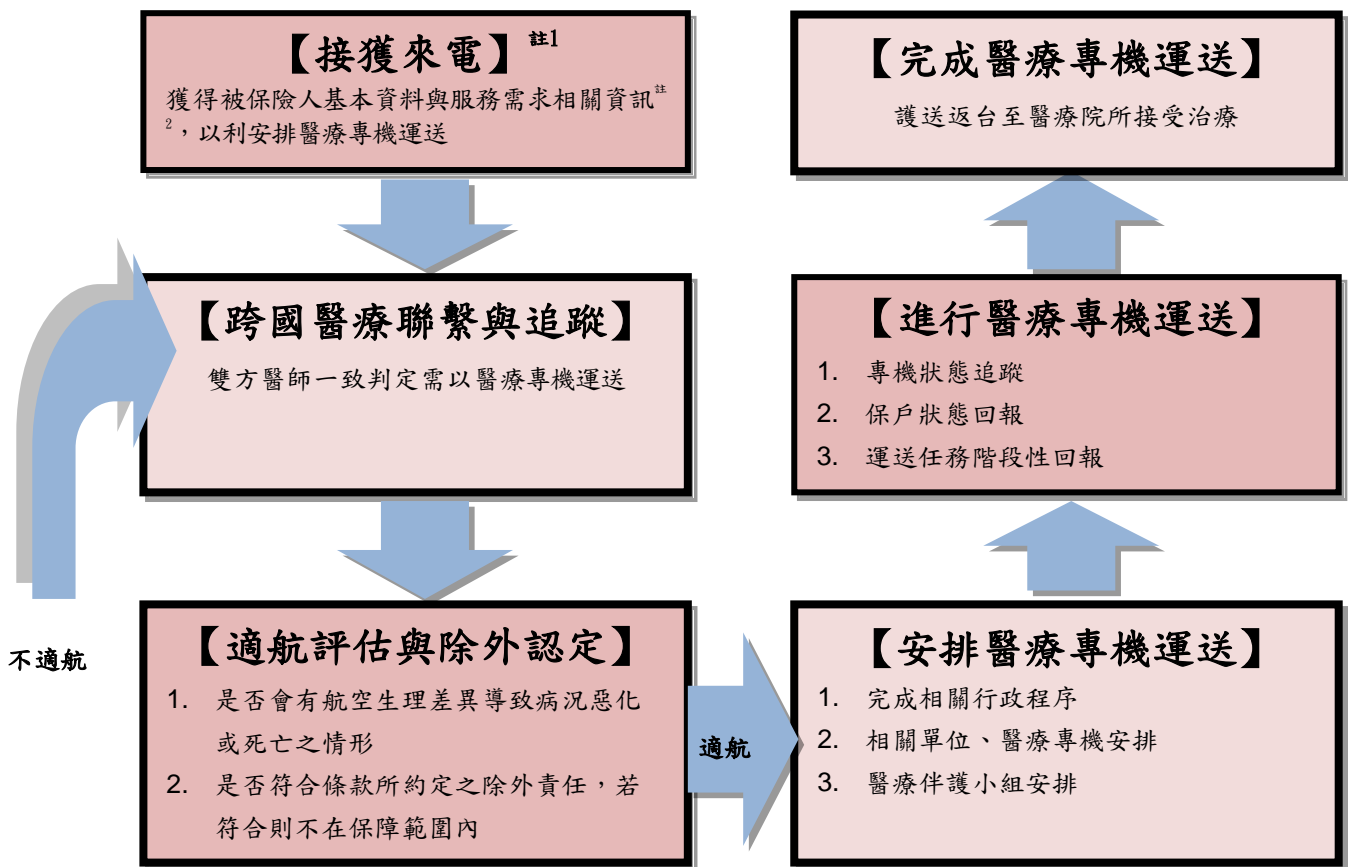 【接獲來電】註1
獲得被保險人基本資料與服務需求相關資訊註
2，以利安排醫療專機運送
【跨國醫療聯繫與追蹤】
雙方醫師一致判定需以醫療專機運送
不適航
【適航評估與除外認定】
1. 是否會有航空生理差異導致病況惡化
或死亡之情形
2. 是否符合條款所約定之除外責任，若
符合則不在保障範圍內
適航
【安排醫療專機運送】
1. 完成相關行政程序
2. 相關單位、醫療專機安排
3. 醫療伴護小組安排
【進行醫療專機運送】
1. 專機狀態追蹤
2. 保戶狀態回報
3. 運送任務階段性回報
【完成醫療專機運送】
護送返台至醫療院所接受治療